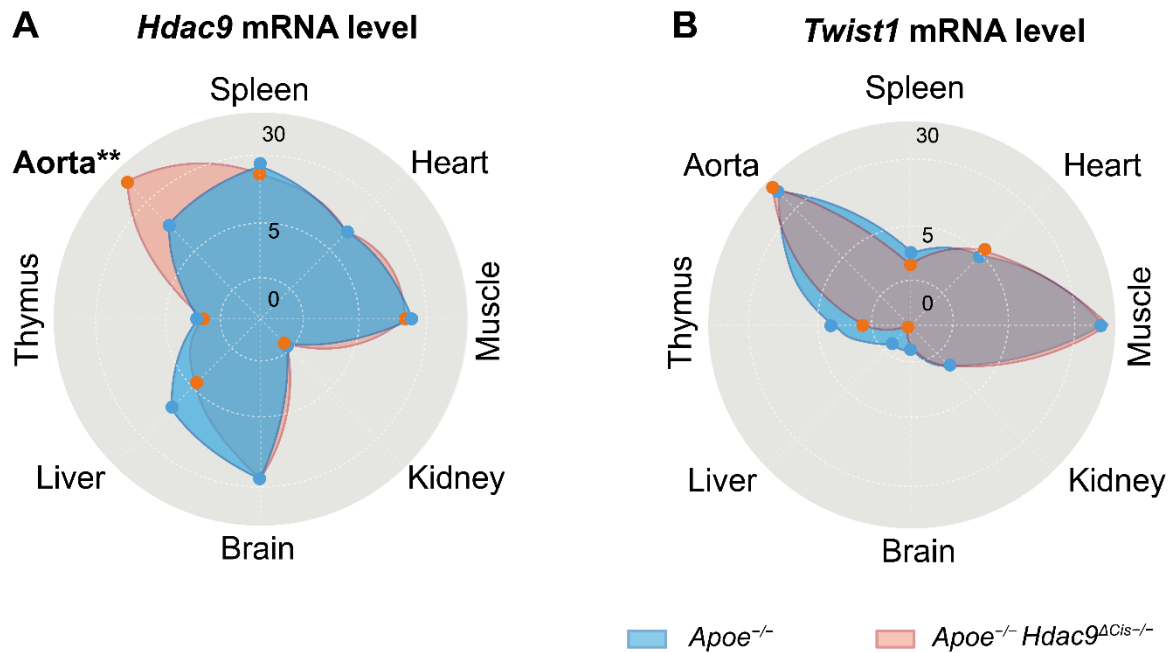 A
Hdac9 mRNA level
Spleen
30
Aorta**
Heart
5
0
Thymus
Muscle
Liver
Kidney
Brain
B
Twist1 mRNA level
Spleen
30
Aorta
Heart
5
0
Thymus
Muscle
Liver
Kidney
Brain
Apoe−/−
Apoe−/− Hdac9ΔCis−/−